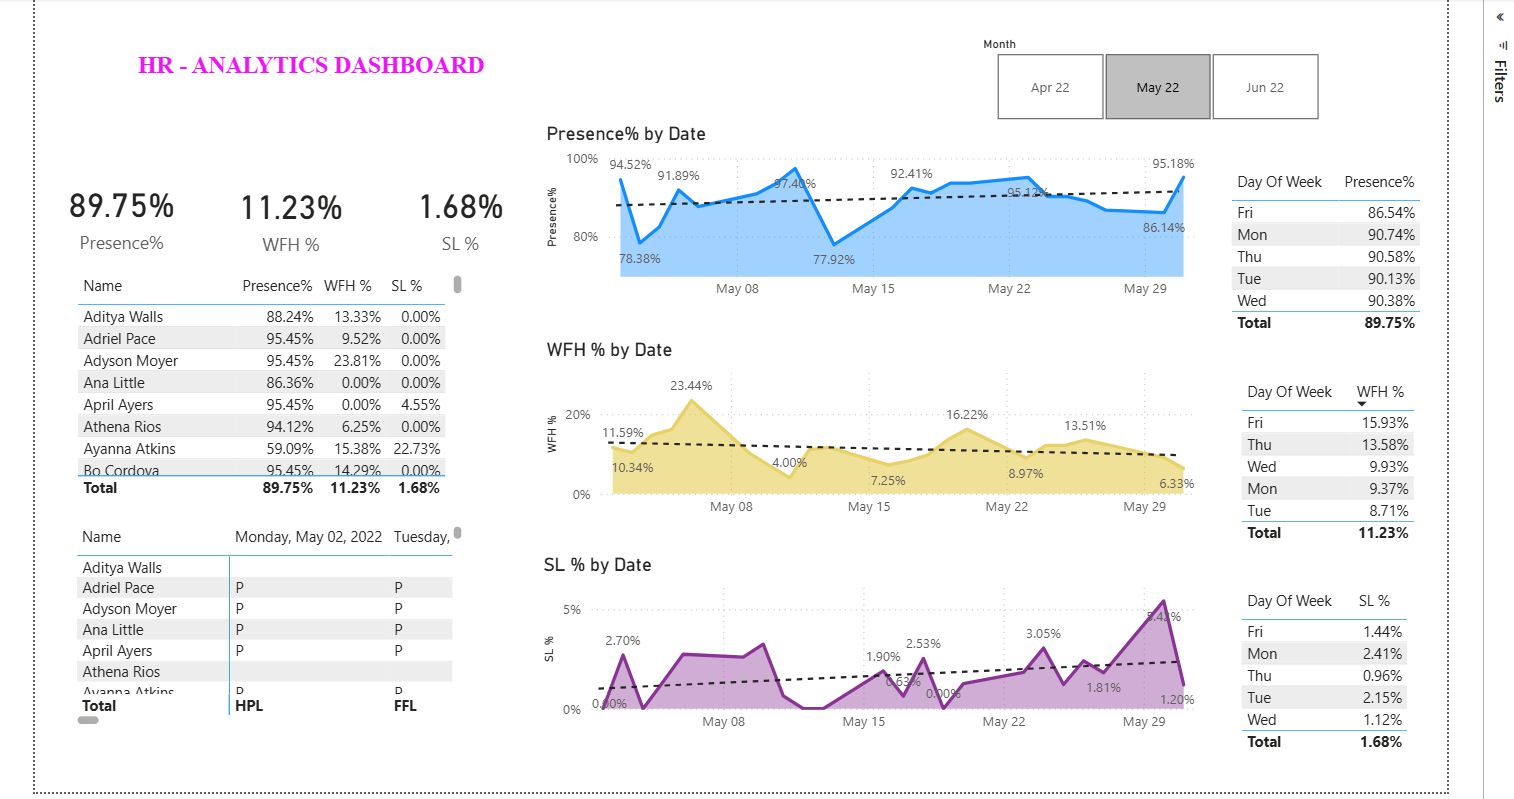 HR - ANALYTICS DASHBOARD
Month
Apr 22 May 22 Jun 22
Filters
89.75% 11.23% 1.68%
Presence% WFH % SL %
Name Presence% WFH % SL %
Aditya Walls 88.24% 13.33% 0.00%
Adriel Pace 95.45% 9.52% 0.00%
Adyson Moyer 95.45% 23.81% 0.00%
Ana Little 86.36% 0.00% 0.00%
April Ayers 95.45% 0.00% 4.55%
Athena Rios 94.12% 6.25% 0.00%
Ayanna Atkins 59.09% 15.38% 22.73%
Bo Cordova 95.45% 14.29% 0.00%
Total 89.75% 11.23% 1.68%
Name Monday, May 02, 2022 Tuesday,
Aditya Walls
Adriel Pace P P
Adyson Moyer P P
Ana Little P P
April Ayers P P
Athena Rios
Ayanna Atkins P P
Total HPL FFL
Presence% by Date
Presence%
100%
80%
94.52% 78.38% 91.89% 97.40% 77.92% 92.41% 95.12% 86.14% 95.18%
May 08 May 15 May 22 May 29
Day Of Week Presence%
Fri 86.54%
Mon 90.74%
Thu 90.58%
Tue 90.13%
Wed 90.38%
Total 89.75%
WFH % by Date
WFH %
20%
0%
11.59% 10.34% 23.44% 4.00% 7.25% 16.22% 8.97% 13.51% 6.33%
May 08 May 15 May 22 May 29
Day Of Week WFH %
Fri 15.93%
Thu 13.58%
Wed 9.93%
Mon 9.37%
Tue 8.71%
Total 11.23%
SL % by Date
SL %
5%
0%
0.00% 2.70% 1.90% 0.63% 2.53% 0.00% 3.05% 1.81% 5.42% 1.20%
May 08 May 15 May 22 May 29
Day Of Week SL %
Fri 1.44%
Mon 2.41%
Thu 0.96%
Tue 2.15%
Wed 1.12%
Total 1.68%